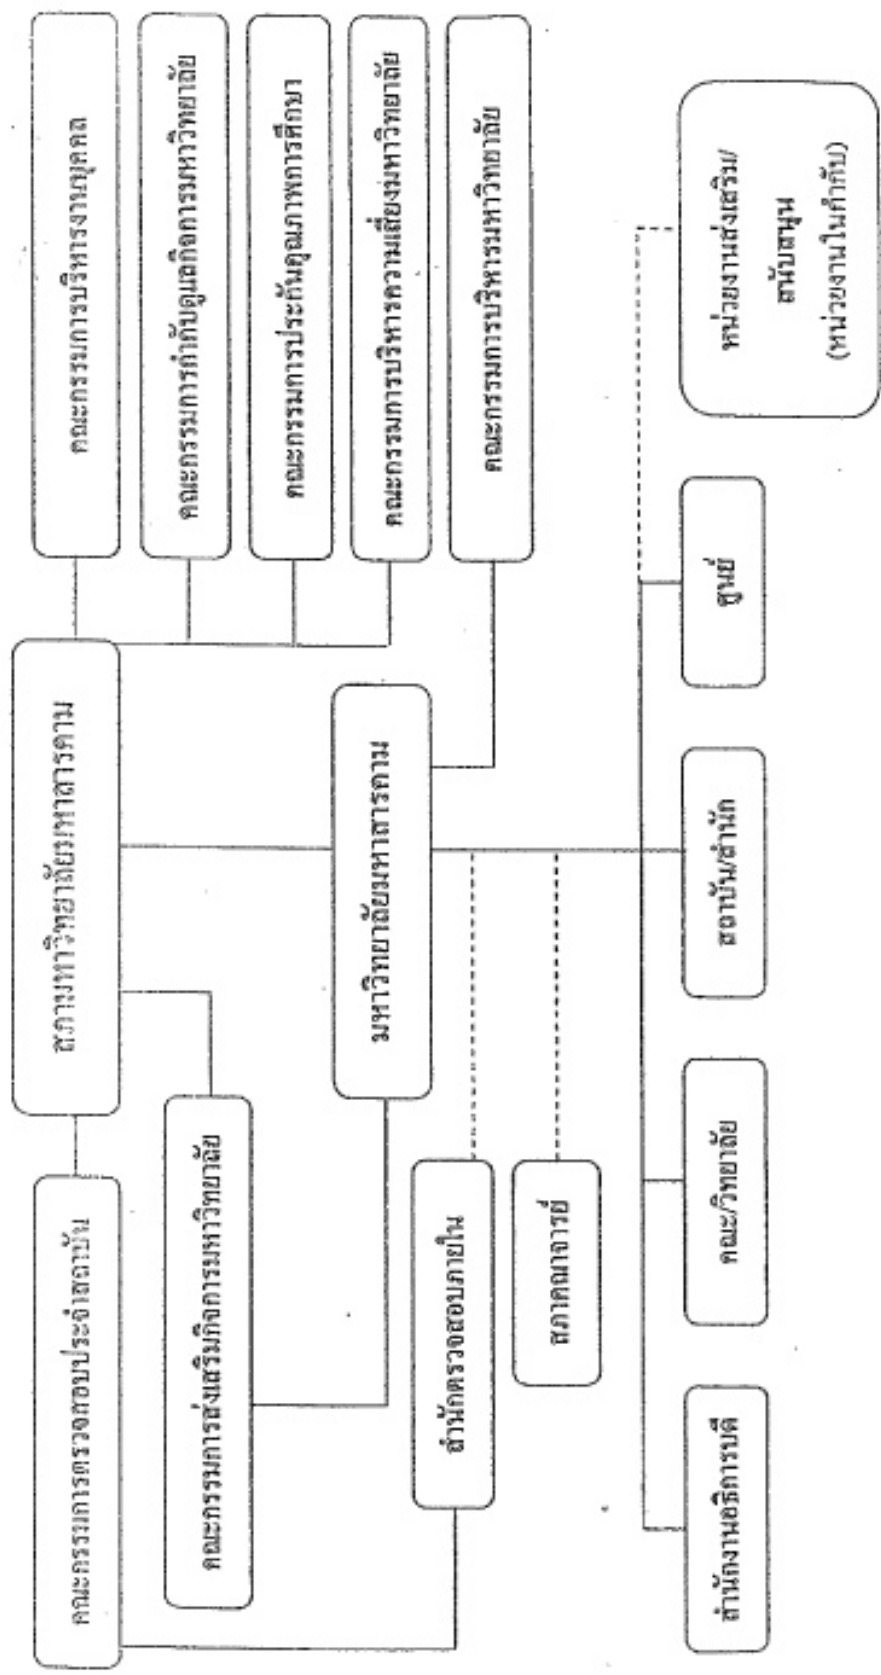 สภามหาวิทยาลัยมหาสารคาม
คณะกรรมการตรวจสอบประจำสถาบัน
คณะกรรมการบริหารงานบุคคล
คณะกรรมการกำกับดูแลกิจการมหาวิทยาลัย
คณะกรรมการประกันคุณภาพการศึกษา
คณะกรรมการบริหารความเสี่ยงมหาวิทยาลัย
คณะกรรมการส่งเสริมกิจการมหาวิทยาลัย
มหาวิทยาลัยมหาสารคาม
คณะกรรมการบริหารมหาวิทยาลัย
สำนักตรวจสอบภายใน
สภาคณาจารย์
สำนักงานอธิการบดี
คณะ/วิทยาลัย
สถาบัน/สำนัก
ศูนย์
หน่วยงานส่งเสริม/
สนับสนุน
(หน่วยงานในกำกับ)